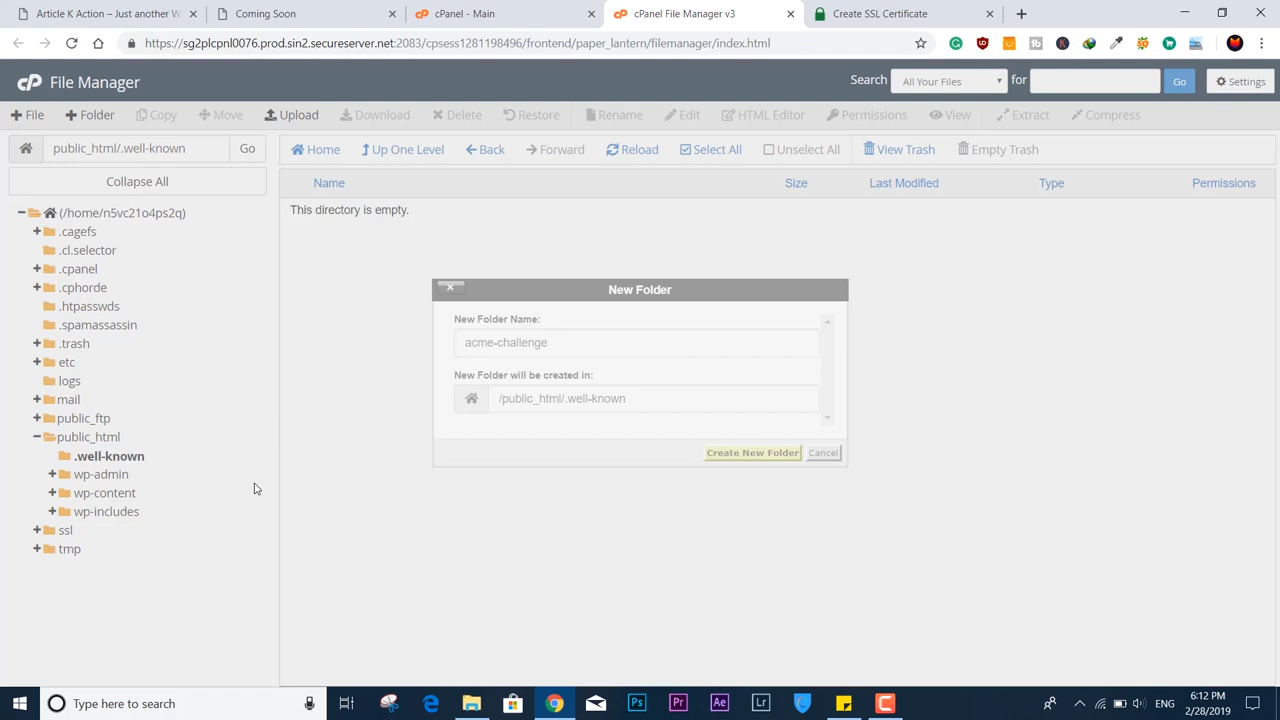 Article K Action – Just another W
Coming Soon
cPanel - Main
cPanel File Manager v3
Create SSL Certificate
https://sg2plcpnl0076.prod.sin2.secureserver.net:2083/cpsess1281198496/frontend/paper_lantern/filemanager/index.html
cP File Manager
Search All Your Files for Go Settings
File Folder Copy Move Upload Download Delete Restore Rename Edit HTML Editor Permissions View Extract Compress
public_html/.well-known Go
Home Up One Level Back Forward Reload Select All Unselect All View Trash Empty Trash
Collapse All
Name Size Last Modified Type Permissions
This directory is empty.
(/home/n5vc21o4ps2q)
.cagefs
.cl.selector
.cpanel
.cphorde
.htpasswds
.spamassassin
.trash
etc
logs
mail
public_ftp
public_html
.well-known
wp-admin
wp-content
wp-includes
ssl
tmp
New Folder
New Folder Name:
acme-challenge
New Folder will be created in:
/public_html/.well-known
Create New Folder Cancel
Type here to search
Ps Pr Ae Lr
ENG
6:12 PM
2/28/2019